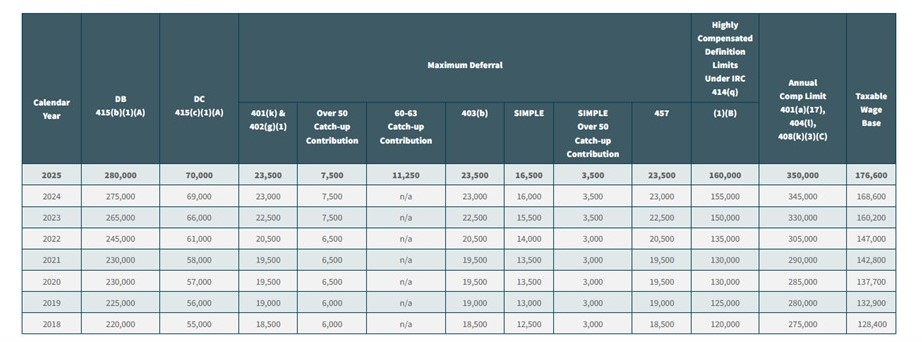 Calendar Year
DB 415(b)(1)(A)
DC 415(c)(1)(A)
Maximum Deferral
Highly Compensated Definition Limits Under IRC 414(q)
Annual Comp Limit 401(a)(17), 404(l), 408(k)(3)(C)
Taxable Wage Base
401(k) & 402(g)(1)
Over 50 Catch-up Contribution
60-63 Catch-up Contribution
403(b)
SIMPLE
SIMPLE Over 50 Catch-up Contribution
457
(1)(B)
2025 280,000 70,000 23,500 7,500 11,250 23,500 16,500 3,500 23,500 160,000 350,000 176,600
2024 275,000 69,000 23,000 7,500 n/a 23,000 16,000 3,500 23,000 155,000 345,000 168,600
2023 265,000 66,000 22,500 7,500 n/a 22,500 15,500 3,500 22,500 150,000 330,000 160,200
2022 245,000 61,000 20,500 6,500 n/a 20,500 14,000 3,000 20,500 135,000 305,000 147,000
2021 230,000 58,000 19,500 6,500 n/a 19,500 13,500 3,000 19,500 130,000 290,000 142,800
2020 230,000 57,000 19,500 6,500 n/a 19,500 13,500 3,000 19,500 130,000 285,000 137,700
2019 225,000 56,000 19,000 6,000 n/a 19,000 13,000 3,000 19,000 125,000 280,000 132,900
2018 220,000 55,000 18,500 6,000 n/a 18,500 12,500 3,000 18,500 120,000 275,000 128,400